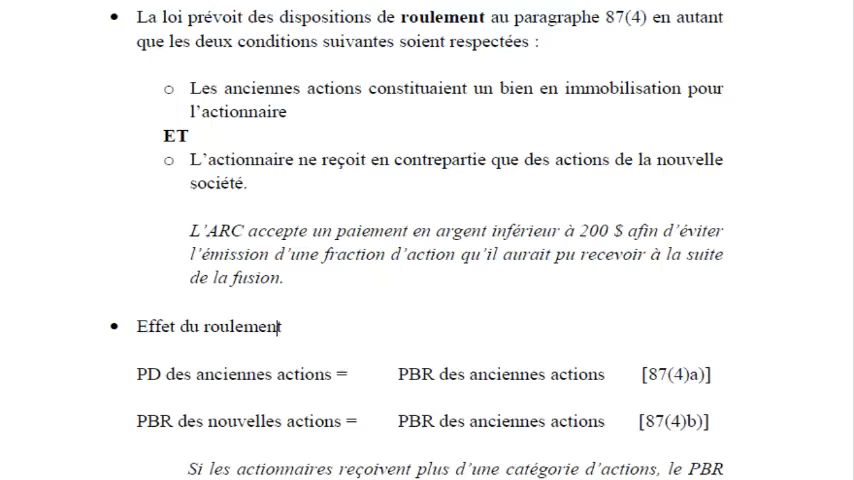 • La loi prévoit des dispositions de roulement au paragraphe 87(4) en autant
que les deux conditions suivantes soient respectées :
o Les anciennes actions constituaient un bien en immobilisation pour
l’actionnaire
ET
o L’actionnaire ne reçoit en contrepartie que des actions de la nouvelle
société.
L’ARC accepte un paiement en argent inférieur à 200 $ afin d’éviter
l’émission d’une fraction d’action qu’il aurait pu recevoir à la suite
de la fusion.
• Effet du roulement
PD des anciennes actions = PBR des anciennes actions [87(4)a)]
PBR des nouvelles actions = PBR des anciennes actions [87(4)b)]
Si les actionnaires reçoivent plus d’une catégorie d’actions, le PBR